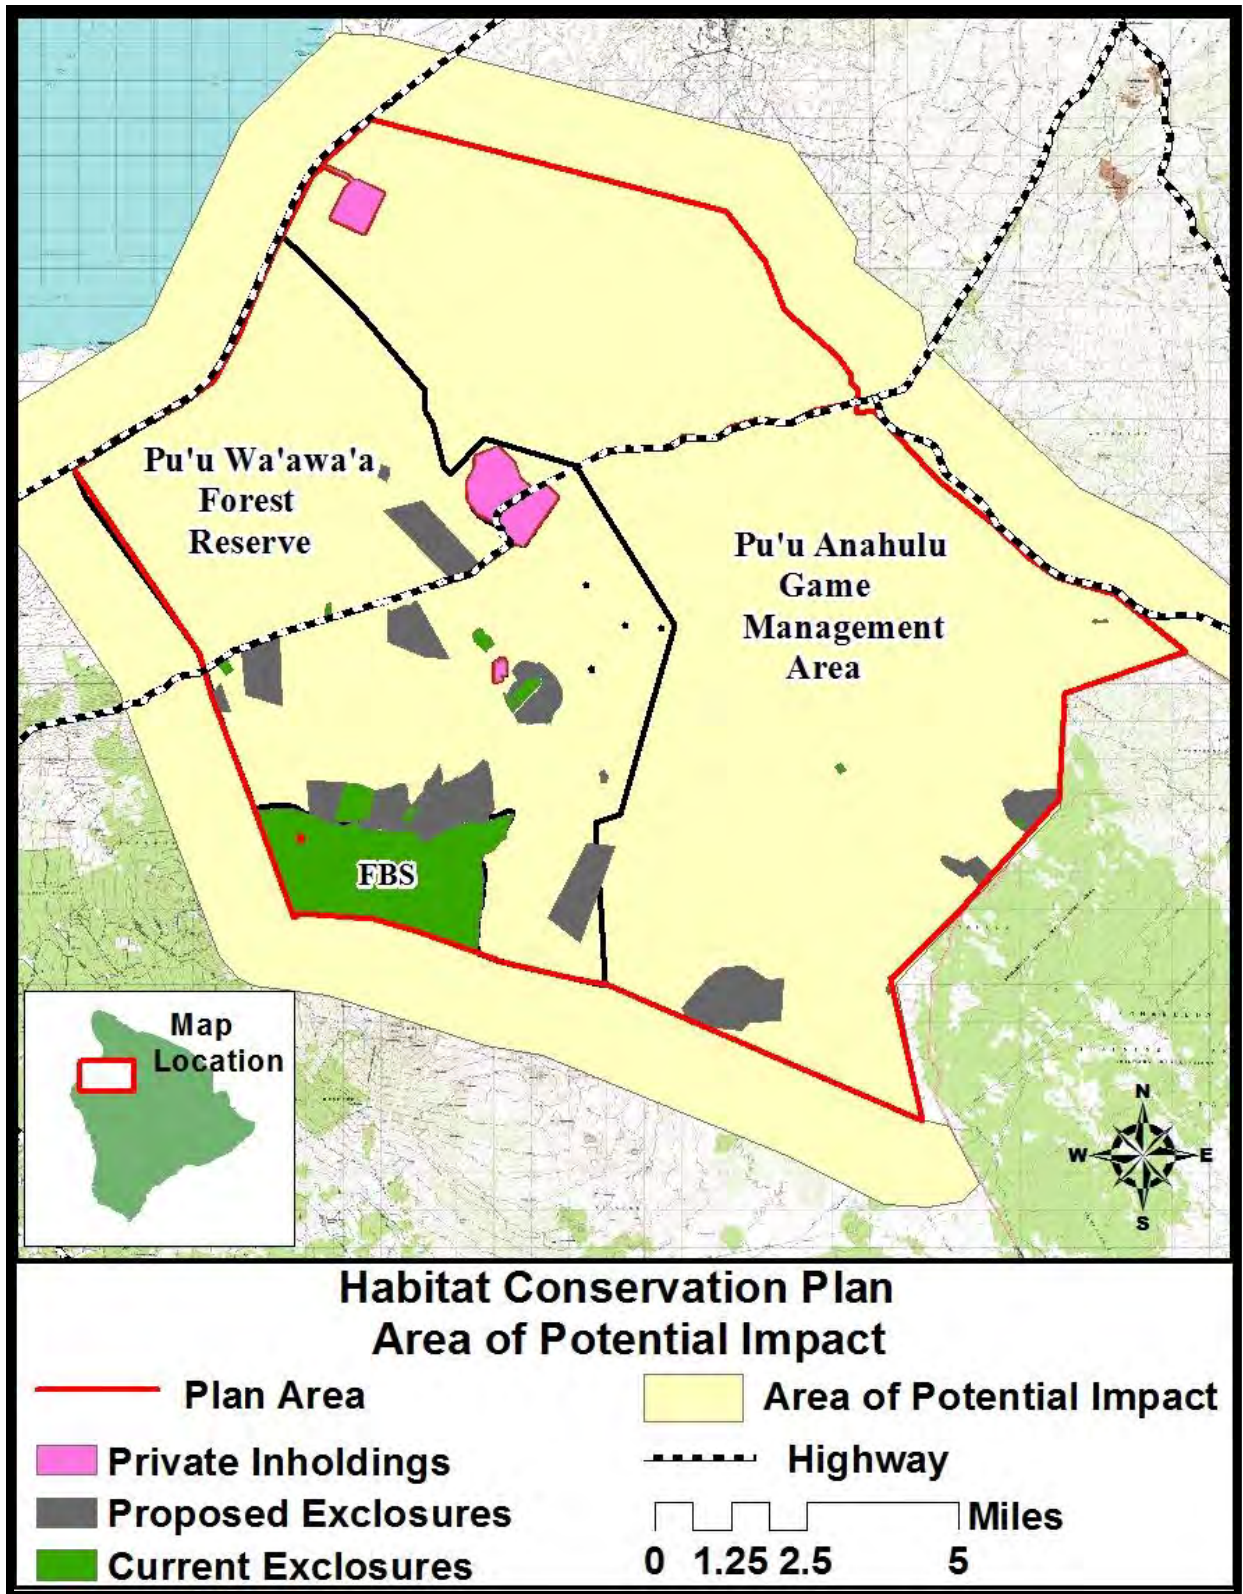 Pu'u Wa'awa'a
Forest
Reserve
Pu'u Anahulu
Game
Management
Area
FBS
Map
Location
N
W E
S
Habitat Conservation Plan
Area of Potential Impact
Plan Area
Area of Potential Impact
Private Inholdings
Highway
Proposed Exclosures
Miles
Current Exclosures
0 1.25 2.5 5